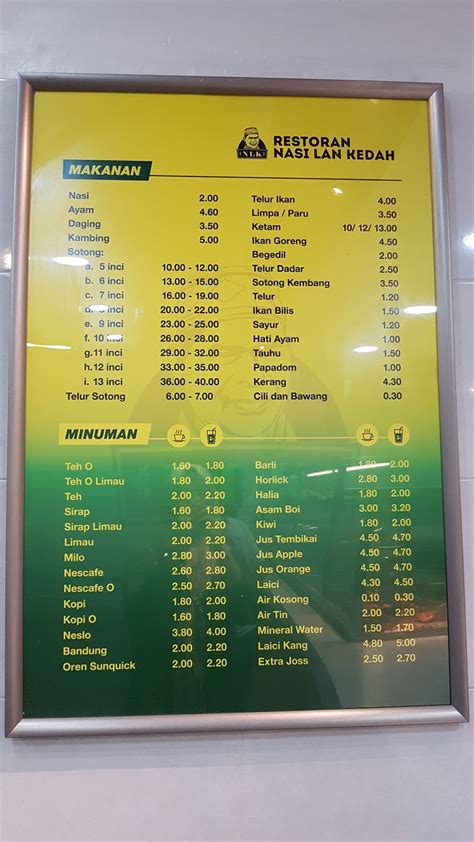 NLK
RESTORAN
NASI LAN KEDAH
MAKANAN
Nasi 2.00
Ayam 4.60
Daging 3.50
Kambing 5.00
Sotong:
a. 5 inci 10.00 - 12.00
b. 6 inci 13.00 - 15.00
c. 7 inci 16.00 - 19.00
d. 8 inci 20.00 - 22.00
e. 9 inci 23.00 - 25.00
f. 10 inci 26.00 - 28.00
g. 11 inci 29.00 - 32.00
h. 12 inci 33.00 - 35.00
i. 13 inci 36.00 - 40.00
Telur Sotong 6.00 - 7.00
Telur Ikan 4.00
Limpa / Paru 3.50
Ketam 10/ 12/ 13.00
Ikan Goreng 4.50
Begedil 2.00
Telur Dadar 2.50
Sotong Kembang 3.50
Telur 1.20
Ikan Bilis 1.50
Sayur 1.20
Hati Ayam 1.00
Tauhu 1.50
Papadom 1.00
Kerang 4.30
Cili dan Bawang 0.30
MINUMAN
Teh O 1.60 1.80
Teh O Limau 1.80 2.00
Teh 2.00 2.20
Sirap 1.60 1.80
Sirap Limau 2.00 2.00
Limau 2.00 2.20
Milo 2.80 3.00
Nescafe 2.60 2.80
Nescafe O 2.50 2.70
Kopi 1.80 2.00
Kopi O 1.60 1.80
Neslo 3.80 4.00
Bandung 2.00 2.20
Oren Sunquick 2.00 2.20
Barli 1.80 2.00
Horlick 2.80 3.00
Halia 1.80 2.00
Asam Boi 3.00 3.20
Kiwi 1.80 2.00
Jus Tembikai 4.50 4.70
Jus Apple 4.50 4.70
Jus Orange 4.50 4.70
Laici 4.30 4.50
Air Kosong 0.10 0.30
Air Tin 2.00 2.20
Mineral Water 1.50 1.70
Laici Kang 4.80 5.00
Extra Joss 2.50 2.70